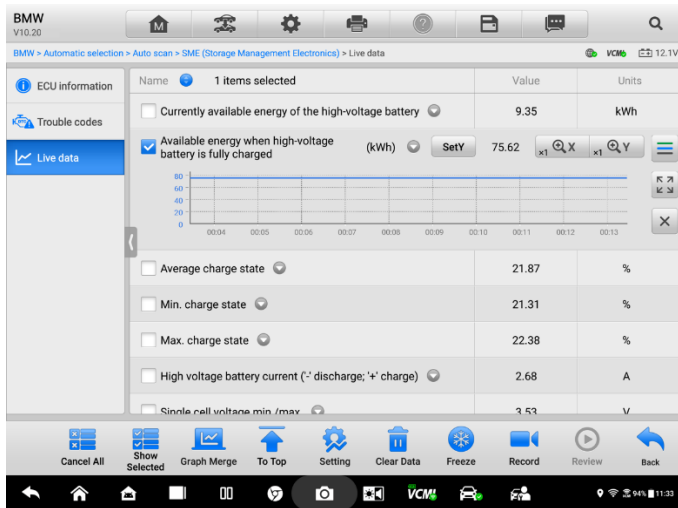 BMW
V10.20
BMW > Automatic selection > Auto scan > SME (Storage Management Electronics) > Live data
VCMI 12.1V
ECU information
Trouble codes
Live data
Name 1 items selected Value Units
Currently available energy of the high-voltage battery 9.35 kWh
Available energy when high-voltage
battery is fully charged (kWh) SetY 75.62 x1 X x1 Y
80
60
40
20
0
00:04 00:05 00:06 00:07 00:08 00:09 00:10 00:11 00:12 00:13
Average charge state 21.87 %
Min. charge state 21.31 %
Max. charge state 22.38 %
High voltage battery current ('-' discharge; '+' charge) 2.68 A
Single cell voltage min./max. 3.53 V
Cancel All
Show
Selected
Graph Merge
To Top
Setting
Clear Data
Freeze
Record
Review
Back
VCMI
94% 11:33